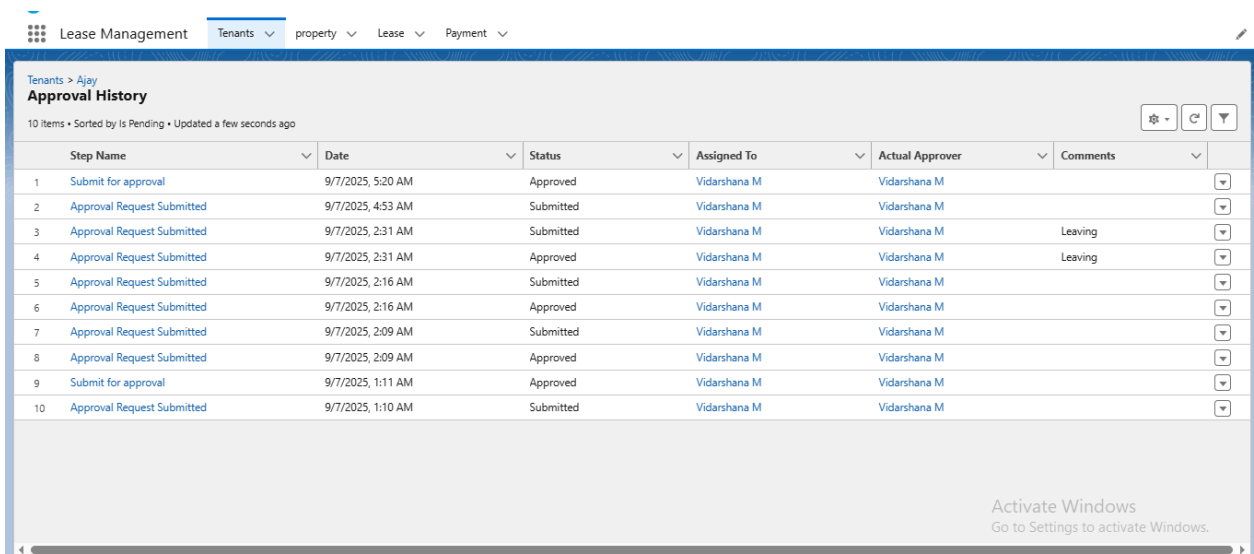 Lease Management Tenants property Lease Payment
Tenants > Ajay
Approval History
10 items • Sorted by Is Pending • Updated a few seconds ago
Step Name Date Status Assigned To Actual Approver Comments
1 Submit for approval 9/7/2025, 5:20 AM Approved Vidarshana M Vidarshana M
2 Approval Request Submitted 9/7/2025, 4:53 AM Submitted Vidarshana M Vidarshana M
3 Approval Request Submitted 9/7/2025, 2:31 AM Submitted Vidarshana M Vidarshana M Leaving
4 Approval Request Submitted 9/7/2025, 2:31 AM Approved Vidarshana M Vidarshana M Leaving
5 Approval Request Submitted 9/7/2025, 2:16 AM Submitted Vidarshana M Vidarshana M
6 Approval Request Submitted 9/7/2025, 2:16 AM Approved Vidarshana M Vidarshana M
7 Approval Request Submitted 9/7/2025, 2:09 AM Submitted Vidarshana M Vidarshana M
8 Approval Request Submitted 9/7/2025, 2:09 AM Approved Vidarshana M Vidarshana M
9 Submit for approval 9/7/2025, 1:11 AM Approved Vidarshana M Vidarshana M
10 Approval Request Submitted 9/7/2025, 1:10 AM Submitted Vidarshana M Vidarshana M
Activate Windows
Go to Settings to activate Windows.